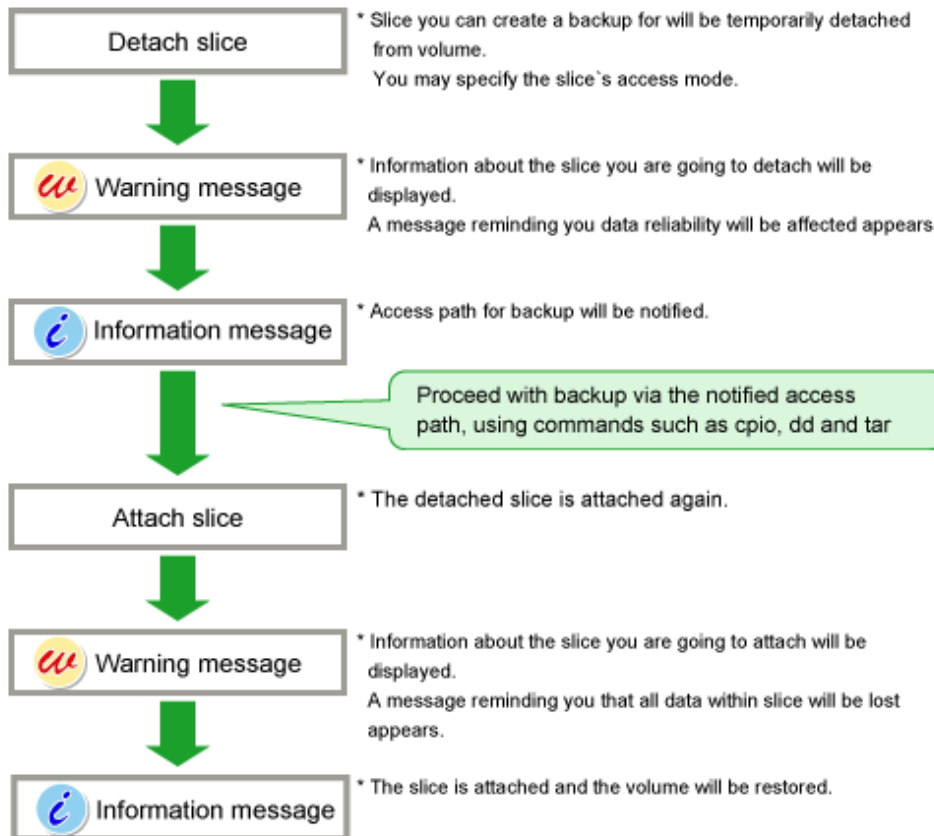 Detach slice
* Slice you can create a backup for will be temporarily detached
from volume.
You may specify the slice`s access mode.
w Warning message
* Information about the slice you are going to detach will be
displayed.
A message reminding you data reliability will be affected appears
i Information message
* Access path for backup will be notified.
Proceed with backup via the notified access
path, using commands such as cpio, dd and tar
Attach slice
* The detached slice is attached again.
w Warning message
* Information about the slice you are going to attach will be
displayed.
A message reminding you that all data within slice will be lost
appears.
i Information message
* The slice is attached and the volume will be restored.